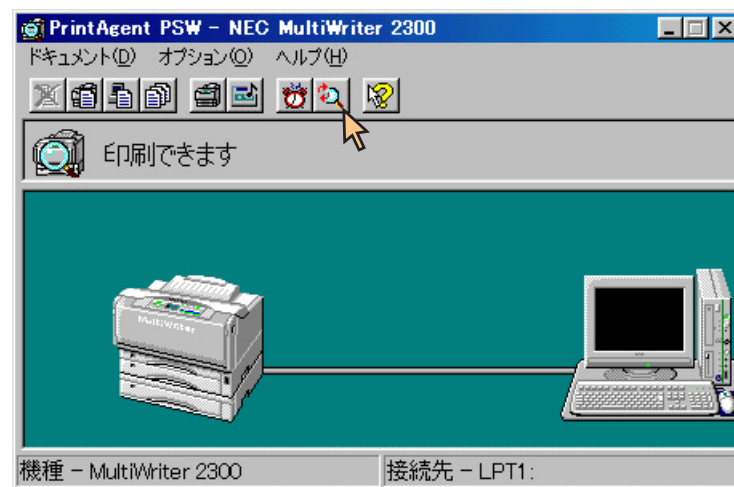 PrintAgent PSW - NEC MultiWriter 2300
ドキュメント(D) オプション(O) ヘルプ(H)
印刷できます
MultiWriter
機種 - MultiWriter 2300 接続先 - LPT1: